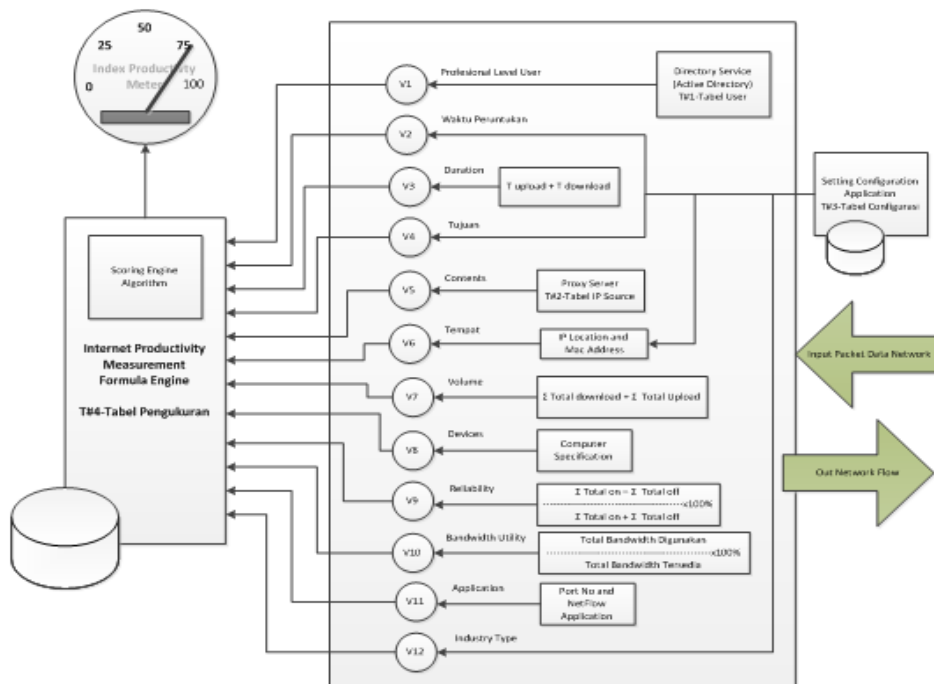 50
25
75
Index Productivity
Meter
0
100
V1
Profesional Level User
Directory Service
(Active Directory)
T#1-Tabel User
V2
Waktu Peruntukan
V3
Duration
T upload + T download
Setting Configuration
Application
T#3-Tabel Configurasi
V4
Tujuan
Scoring Engine
Algorithm
V5
Contents
Proxy Server
T#2-Tabel IP Source
V6
Tempat
IP Location and
Mac Address
Input Packet Data Network
Internet Productivity
Measurement
Formula Engine
T#4-Tabel Pengukuran
V7
Volume
Σ Total download + Σ Total Upload
V8
Devices
Computer
Specification
Out Network Flow
V9
Reliability
Σ Total on – Σ Total off
x100%
Σ Total on + Σ Total off
V10
Bandwidth Utility
Total Bandwidth Digunakan
x100%
Total Bandwidth Tersedia
V11
Application
Port No and
NetFlow
Application
V12
Industry Type